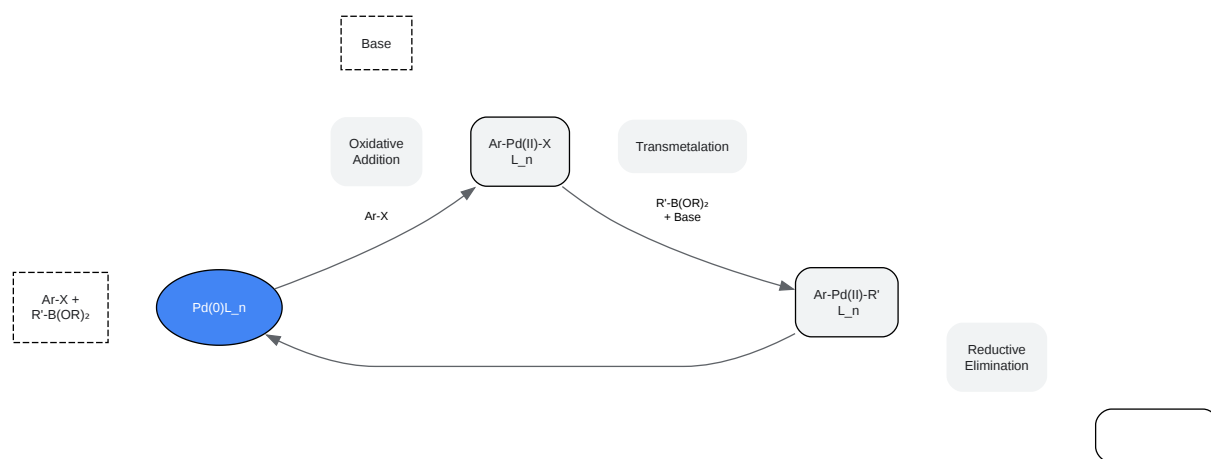 Base
Oxidative
Addition
Ar-Pd(II)-X
L_n
Transmetalation
Ar-X
R'-B(OR)₂
+ Base
Ar-X +
R'-B(OR)₂
Pd(0)L_n
Ar-Pd(II)-R'
L_n
Reductive
Elimination